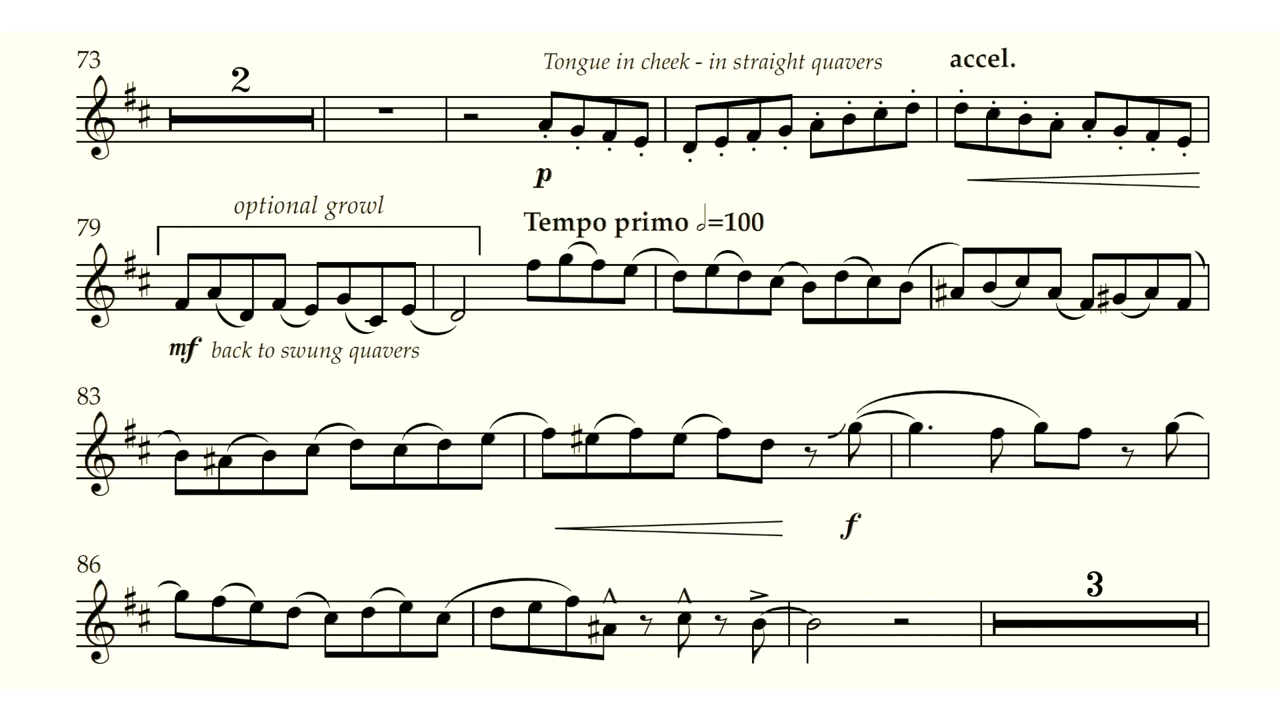 73
2
Tongue in cheek - in straight quavers
accel.
p
79
optional growl
Tempo primo 𝅗𝅥=100
mf back to swung quavers
83
f
86
3